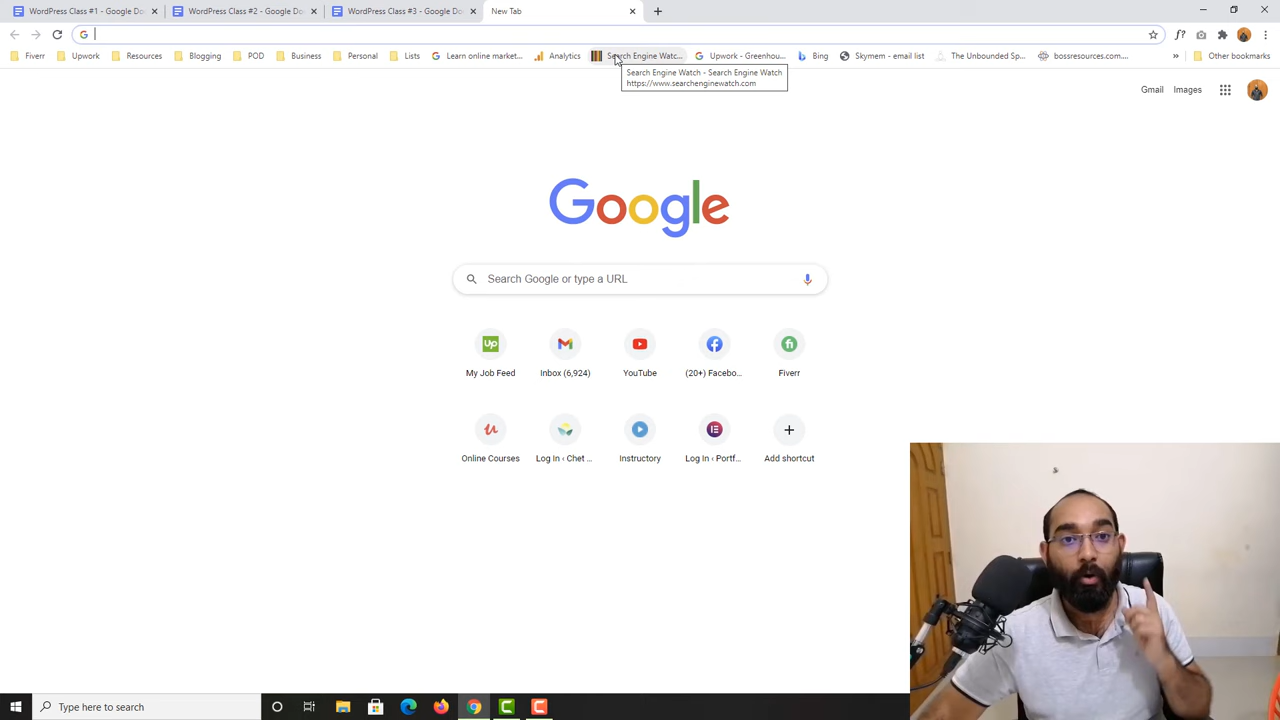 WordPress Class #1 - Google Do
WordPress Class #2 - Google Do
WordPress Class #3 - Google Do
New Tab
Fiverr
Upwork
Resources
Blogging
POD
Business
Personal
Lists
Learn online market...
Analytics
Search Engine Watc...
Upwork - Greenhou...
Bing
Skymem - email list
The Unbounded Sp...
bossresources.com...
»
Other bookmarks
Search Engine Watch - Search Engine Watch
https://www.searchenginewatch.com
Gmail
Images
Google
Search Google or type a URL
My Job Feed
Inbox (6,924)
YouTube
(20+) Facebo...
Fiverr
Online Courses
Log In ‹ Chet ...
Instructory
Log In ‹ Portf...
Add shortcut
Type here to search